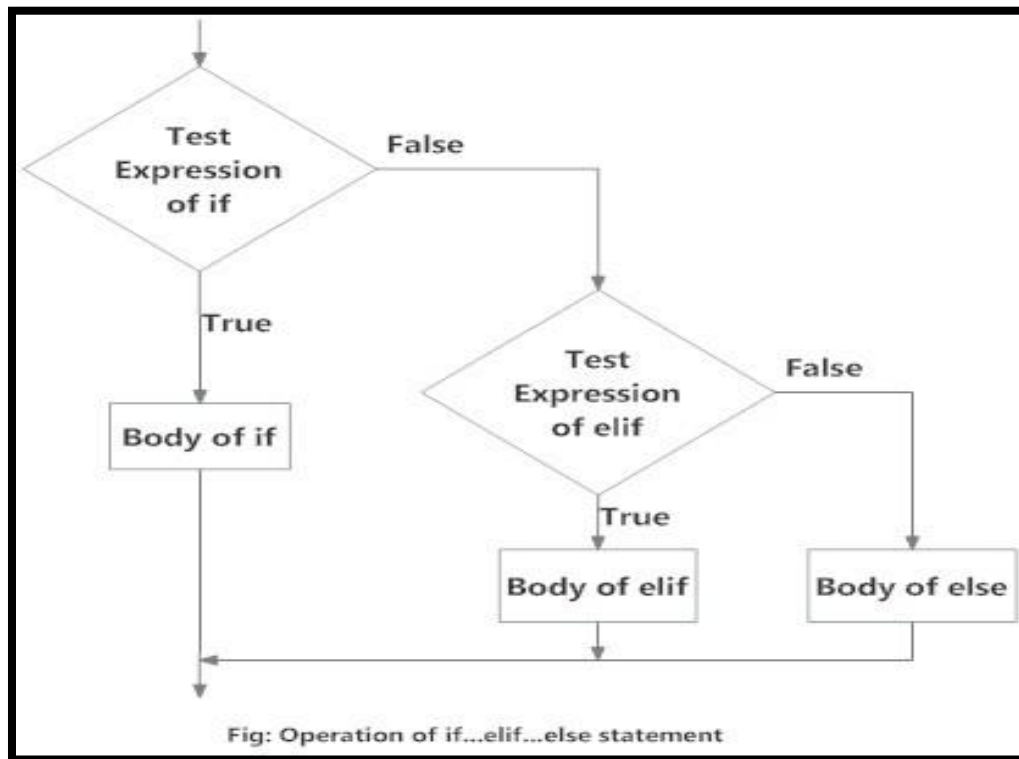 Test
Expression
of if
False
True
Body of if
Test
Expression
of elif
False
True
Body of elif
Body of else
Fig: Operation of if...elif...else statement